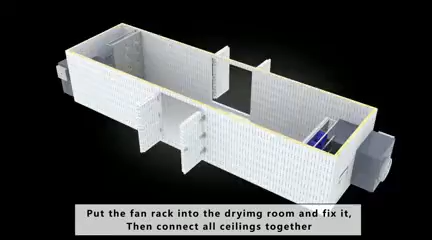 Put the fan rack into the dryimg room and fix it,
Then connect all ceilings together